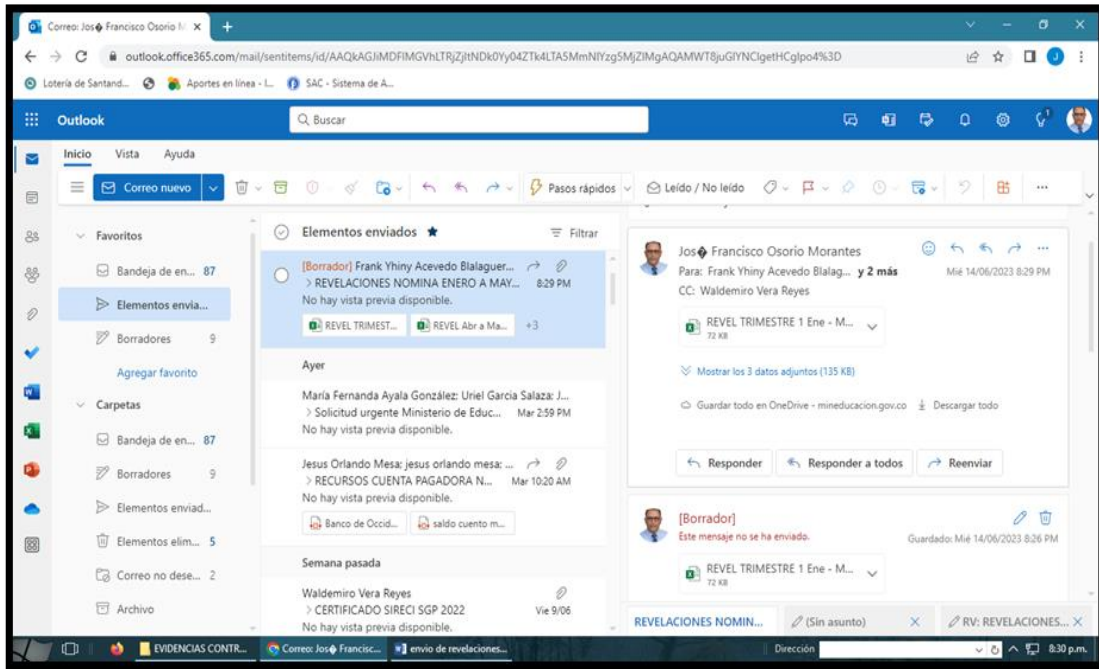 Correo: Jos� Francisco Osorio M
outlook.office365.com/mail/sentitems/id/AAQkAGJiMDFlMGVhLTRjZjltNDk0Yy04ZTk4LTA5MmNlYzg5MjZlMgAQAMWT8juGlYNClgetHCglpo4%3D
Lotería de Santand...
Aportes en línea - I...
SAC - Sistema de A...
Outlook
Buscar
Inicio Vista Ayuda
Correo nuevo
Pasos rápidos
Leído / No leído
Favoritos
Bandeja de en... 87
Elementos envia...
Borradores 9
Agregar favorito
Carpetas
Bandeja de en... 87
Borradores 9
Elementos enviad...
Elementos elim... 5
Correo no dese... 2
Archivo
Elementos enviados
Filtrar
[Borrador] Frank Yhiny Acevedo Blalaguer...
> REVELACIONES NOMINA ENERO A MAY... 8:29 PM
No hay vista previa disponible.
REVEL TRIMEST... REVEL Abr a Ma... +3
Ayer
María Fernanda Ayala González; Uriel Garcia Salaza; J...
> Solicitud urgente Ministerio de Educ... Mar 2:59 PM
No hay vista previa disponible.
Jesus Orlando Mesa; jesus orlando mesa; ...
> RECURSOS CUENTA PAGADORA N... Mar 10:20 AM
No hay vista previa disponible.
Banco de Occid... saldo cuento m...
Semana pasada
Waldemiro Vera Reyes
> CERTIFICADO SIRECI SGP 2022 Vie 9/06
No hay vista previa disponible.
Jos� Francisco Osorio Morantes
Para: Frank Yhiny Acevedo Blalag... y 2 más
Mié 14/06/2023 8:29 PM
CC: Waldemiro Vera Reyes
REVEL TRIMESTRE 1 Ene - M...
72 KB
Mostrar los 3 datos adjuntos (135 KB)
Guardar todo en OneDrive - mineducacion.gov.co
Descargar todo
Responder
Responder a todos
Reenviar
[Borrador]
Este mensaje no se ha enviado.
Guardado: Mié 14/06/2023 8:26 PM
REVEL TRIMESTRE 1 Ene - M...
72 KB
REVELACIONES NOMIN...
(Sin asunto)
RV: REVELACIONES...
EVIDENCIAS CONTR...
Correo: Jos� Francisc...
envio de revelaciones...
Dirección
8:30 p.m.